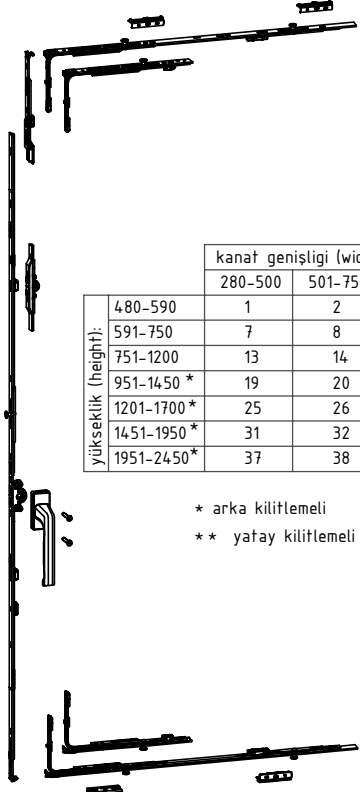 kanat genişligi (wid
280-500 501-75
yükseklik (height):
480-590 1 2
591-750 7 8
751-1200 13 14
951-1450 * 19 20
1201-1700 * 25 26
1451-1950 * 31 32
1951-2450* 37 38
* arka kilitlemeli
** yatay kilitlemeli